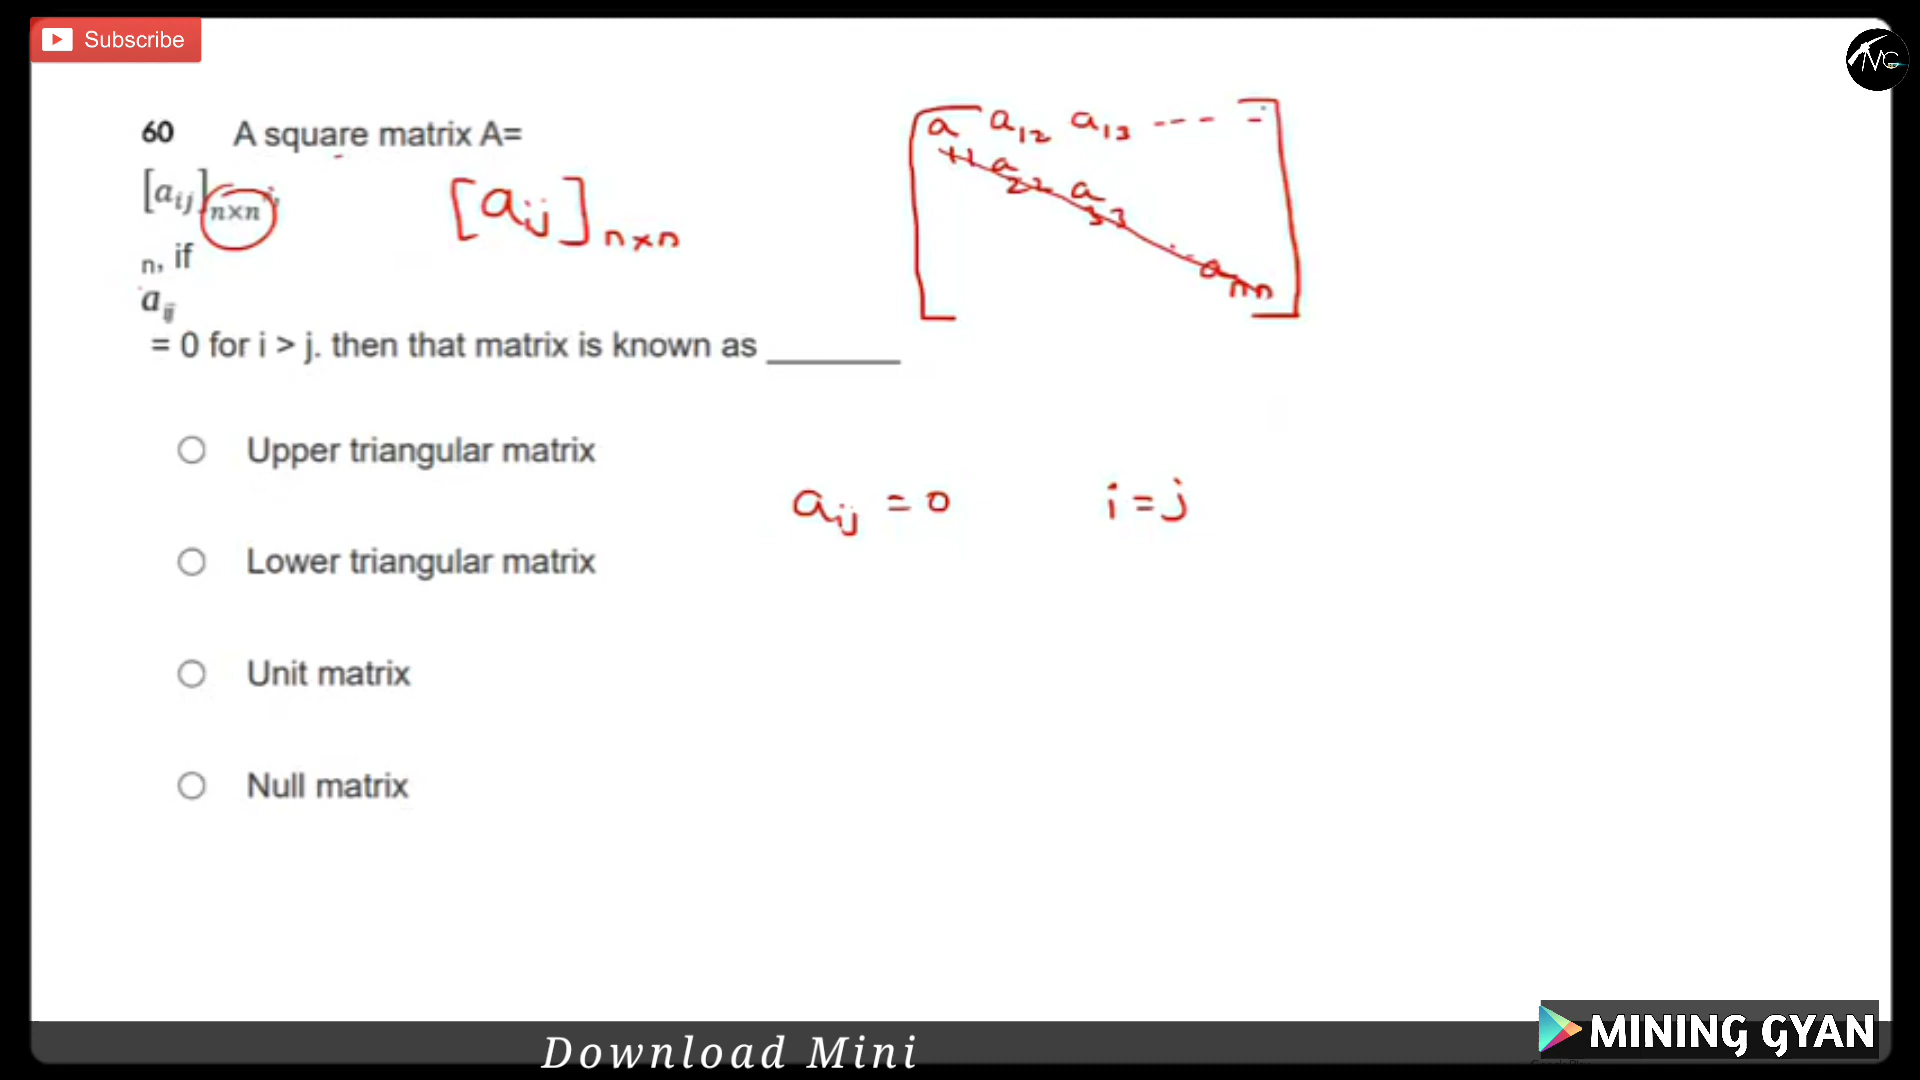 Subscribe
60 A square matrix A=
[aij]n×n
n, if
aij
= 0 for i > j. then that matrix is known as ________
[aij]n×n
a11 a12 a13 ----
a22 a33
ann
Upper triangular matrix
aij = 0 i = j
Lower triangular matrix
Unit matrix
Null matrix
MINING GYAN
Download Mini